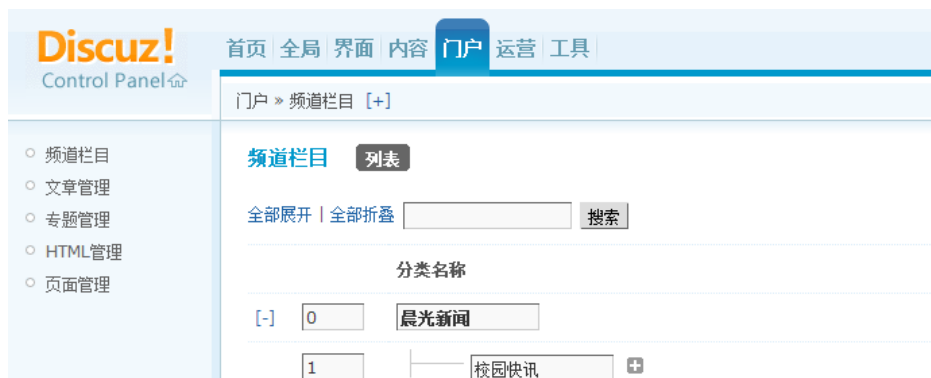 Discuz!
Control Panel
首页 全局 界面 内容 门户 运营 工具
门户 » 频道栏目 [+]
频道栏目
文章管理
专题管理
HTML管理
页面管理
频道栏目 列表
全部展开 | 全部折叠 搜索
分类名称
[-] 0 晨光新闻
1 校园快讯